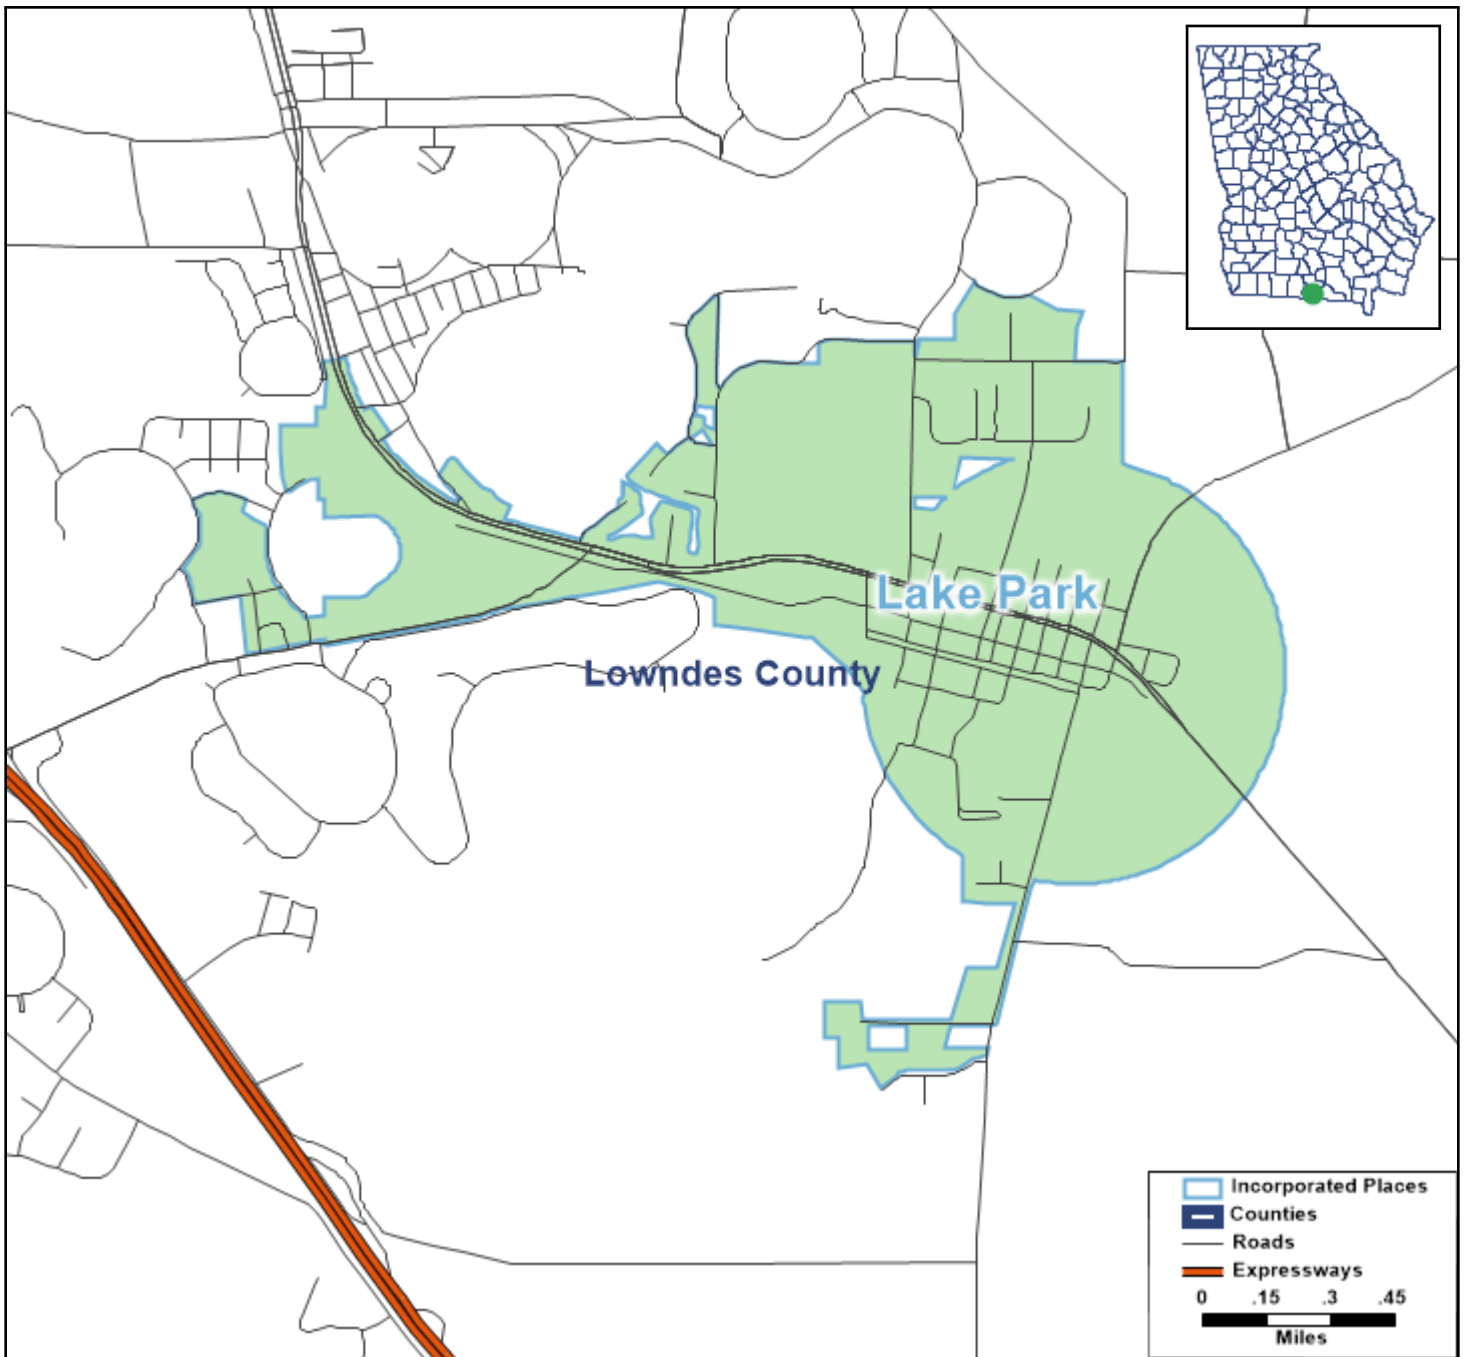 Lake Park
Lowndes County
Incorporated Places
Counties
Roads
Expressways
0 .15 .3 .45
Miles